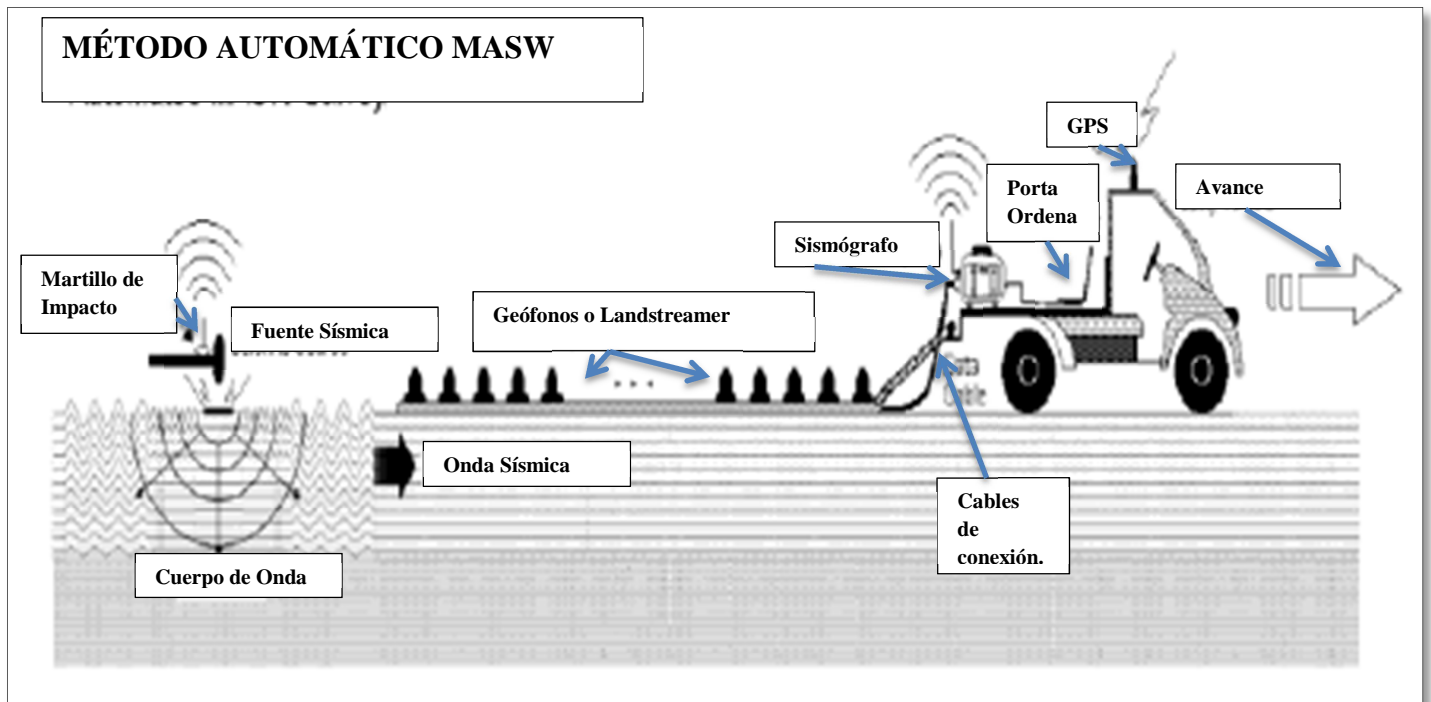 MÉTODO AUTOMÁTICO MASW
GPS
Porta
Ordena
Avance
Sismógrafo
Martillo de
Impacto
Fuente Sísmica
Geófonos o Landstreamer
Onda Sísmica
Cables
de
conexión.
Cuerpo de Onda